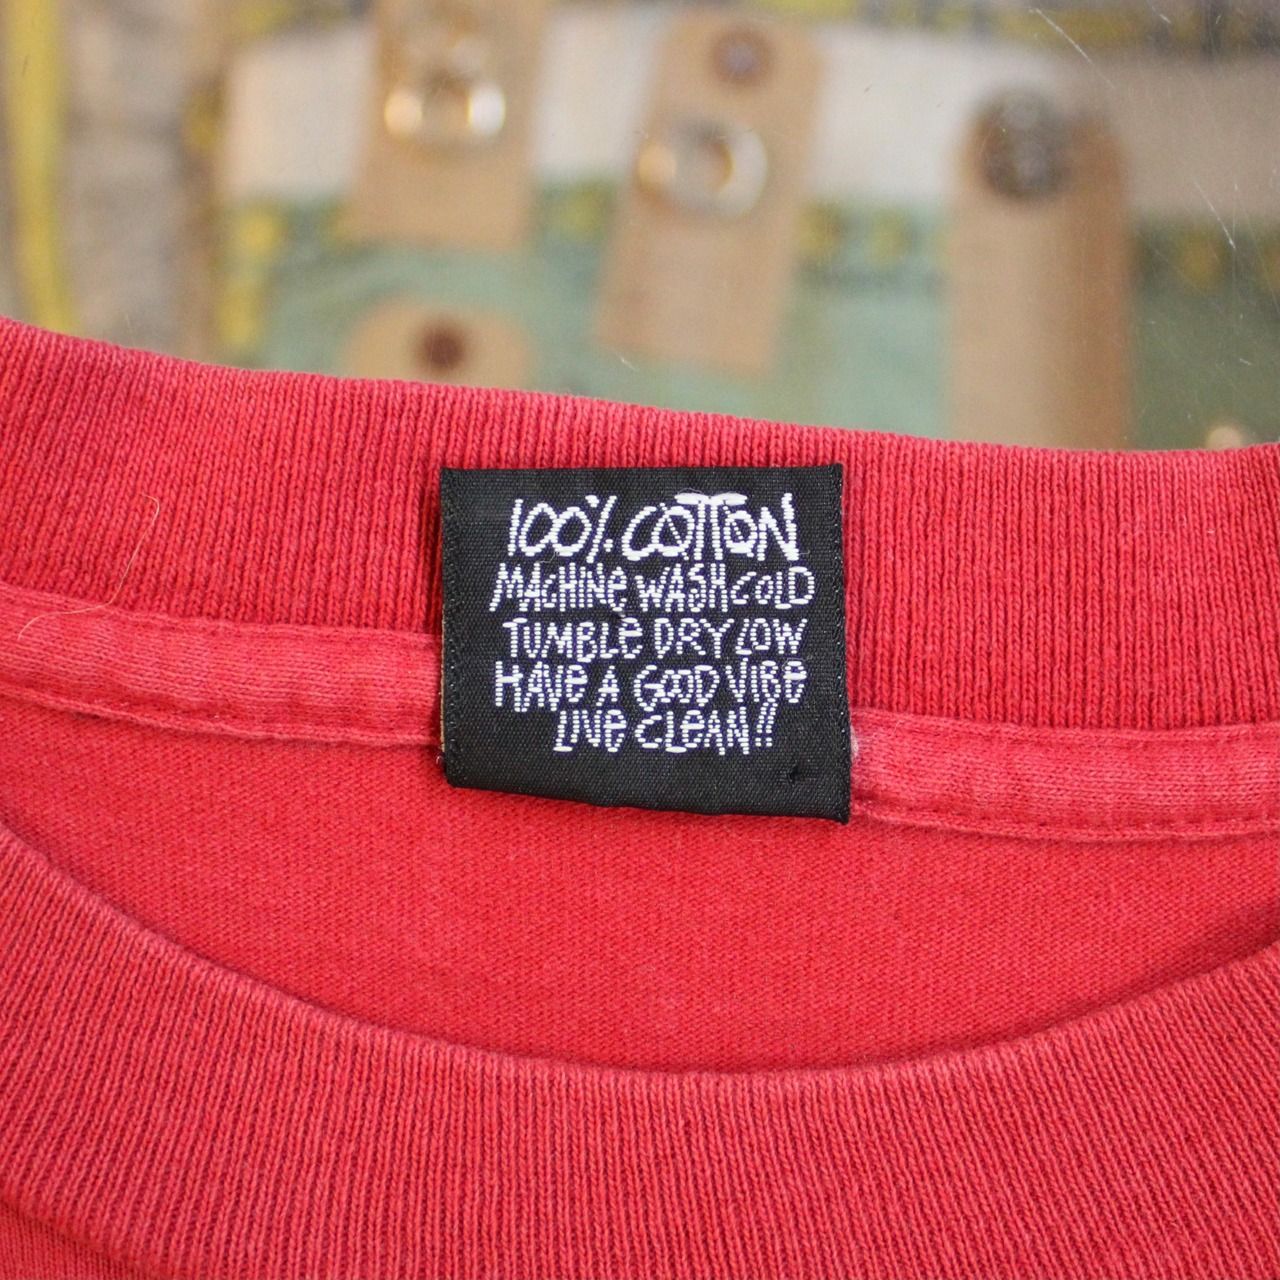 100% COTTON
MACHINE WASH COLD
TUMBLE DRY LOW
HAVE A GOOD VIBE
LIVE CLEAN!!